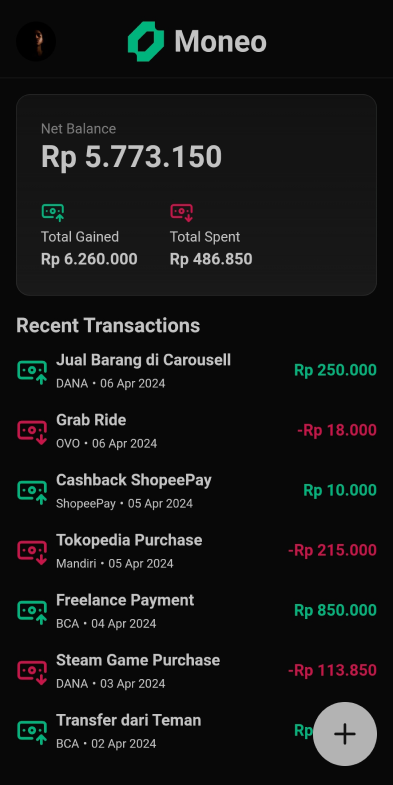 Moneo
Net Balance
Rp 5.773.150
Total Gained
Total Spent
Rp 6.260.000
Rp 486.850
Recent Transactions
Jual Barang di Carousell
DANA • 06 Apr 2024
Rp 250.000
Grab Ride
OVO • 06 Apr 2024
-Rp 18.000
Cashback ShopeePay
ShopeePay • 05 Apr 2024
Rp 10.000
Tokopedia Purchase
Mandiri • 05 Apr 2024
-Rp 215.000
Freelance Payment
BCA • 04 Apr 2024
Rp 850.000
Steam Game Purchase
DANA • 03 Apr 2024
-Rp 113.850
Transfer dari Teman
BCA • 02 Apr 2024
Rp